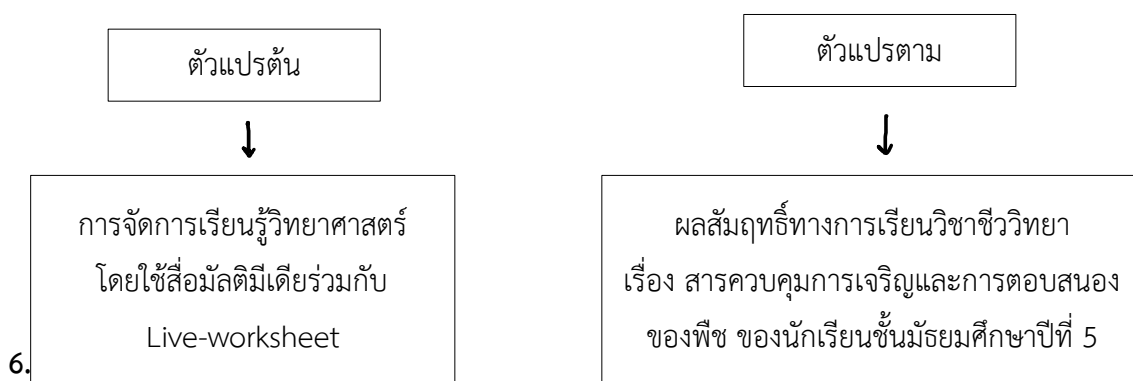 ตัวแปรต้น
ตัวแปรตาม
การจัดการเรียนรู้วิทยาศาสตร์
โดยใช้สื่อมัลติมีเดียร่วมกับ
Live-worksheet
ผลสัมฤทธิ์ทางการเรียนวิชาชีววิทยา
เรื่อง สารควบคุมการเจริญและการตอบสนอง
ของพืช ของนักเรียนชั้นมัธยมศึกษาปีที่ 5
6.